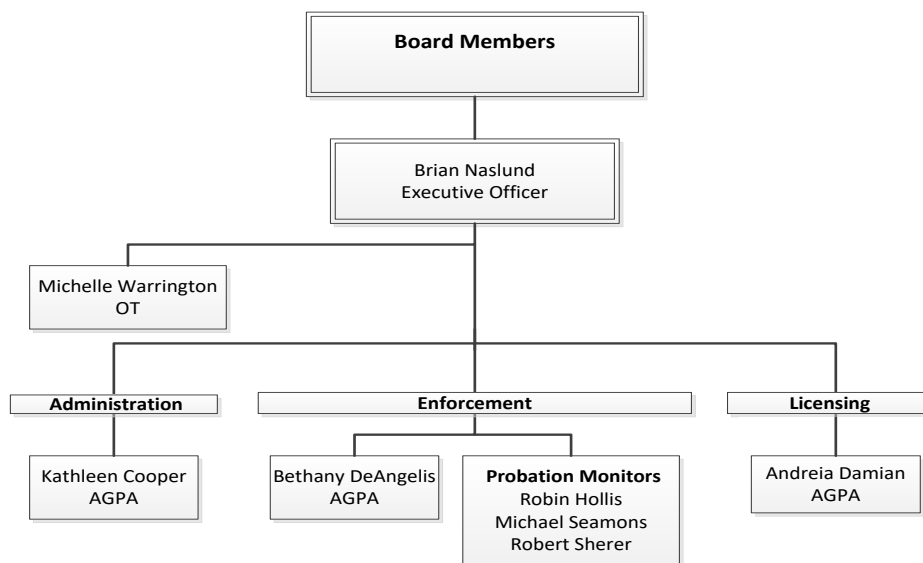 Board Members
Brian Naslund
Executive Officer
Michelle Warrington
OT
Administration
Enforcement
Licensing
Kathleen Cooper
AGPA
Bethany DeAngelis
AGPA
Probation Monitors
Robin Hollis
Michael Seamons
Robert Sherer
Andreia Damian
AGPA